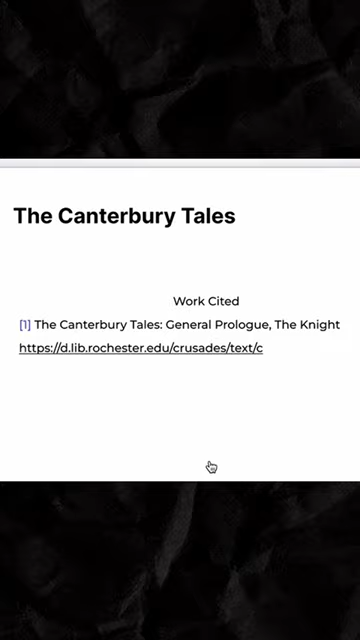 The Canterbury Tales
Work Cited
[1] The Canterbury Tales: General Prologue, The Knight
https://d.lib.rochester.edu/crusades/text/c